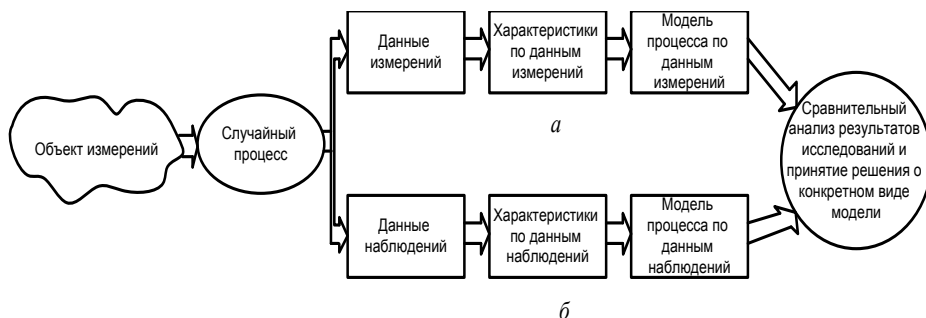 Объект измерений
Случайный
процесс
Данные
измерений
Характеристики
по данным
измерений
Модель
процесса по
данным
измерений
а
Данные
наблюдений
Характеристики
по данным
наблюдений
Модель
процесса по
данным
наблюдений
б
Сравнительный
анализ результатов
исследований и
принятие решения о
конкретном виде
модели